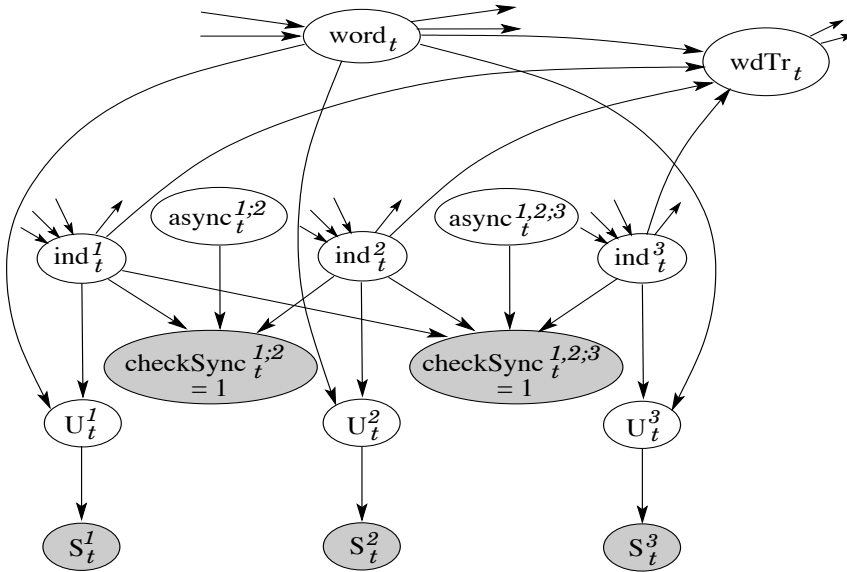 word_t
wdTr_t
async_t^{1;2}
async_t^{1,2;3}
ind_t^1
ind_t^2
ind_t^3
checkSync_t^{1;2}
= 1
checkSync_t^{1,2;3}
= 1
U_t^1
U_t^2
U_t^3
S_t^1
S_t^2
S_t^3